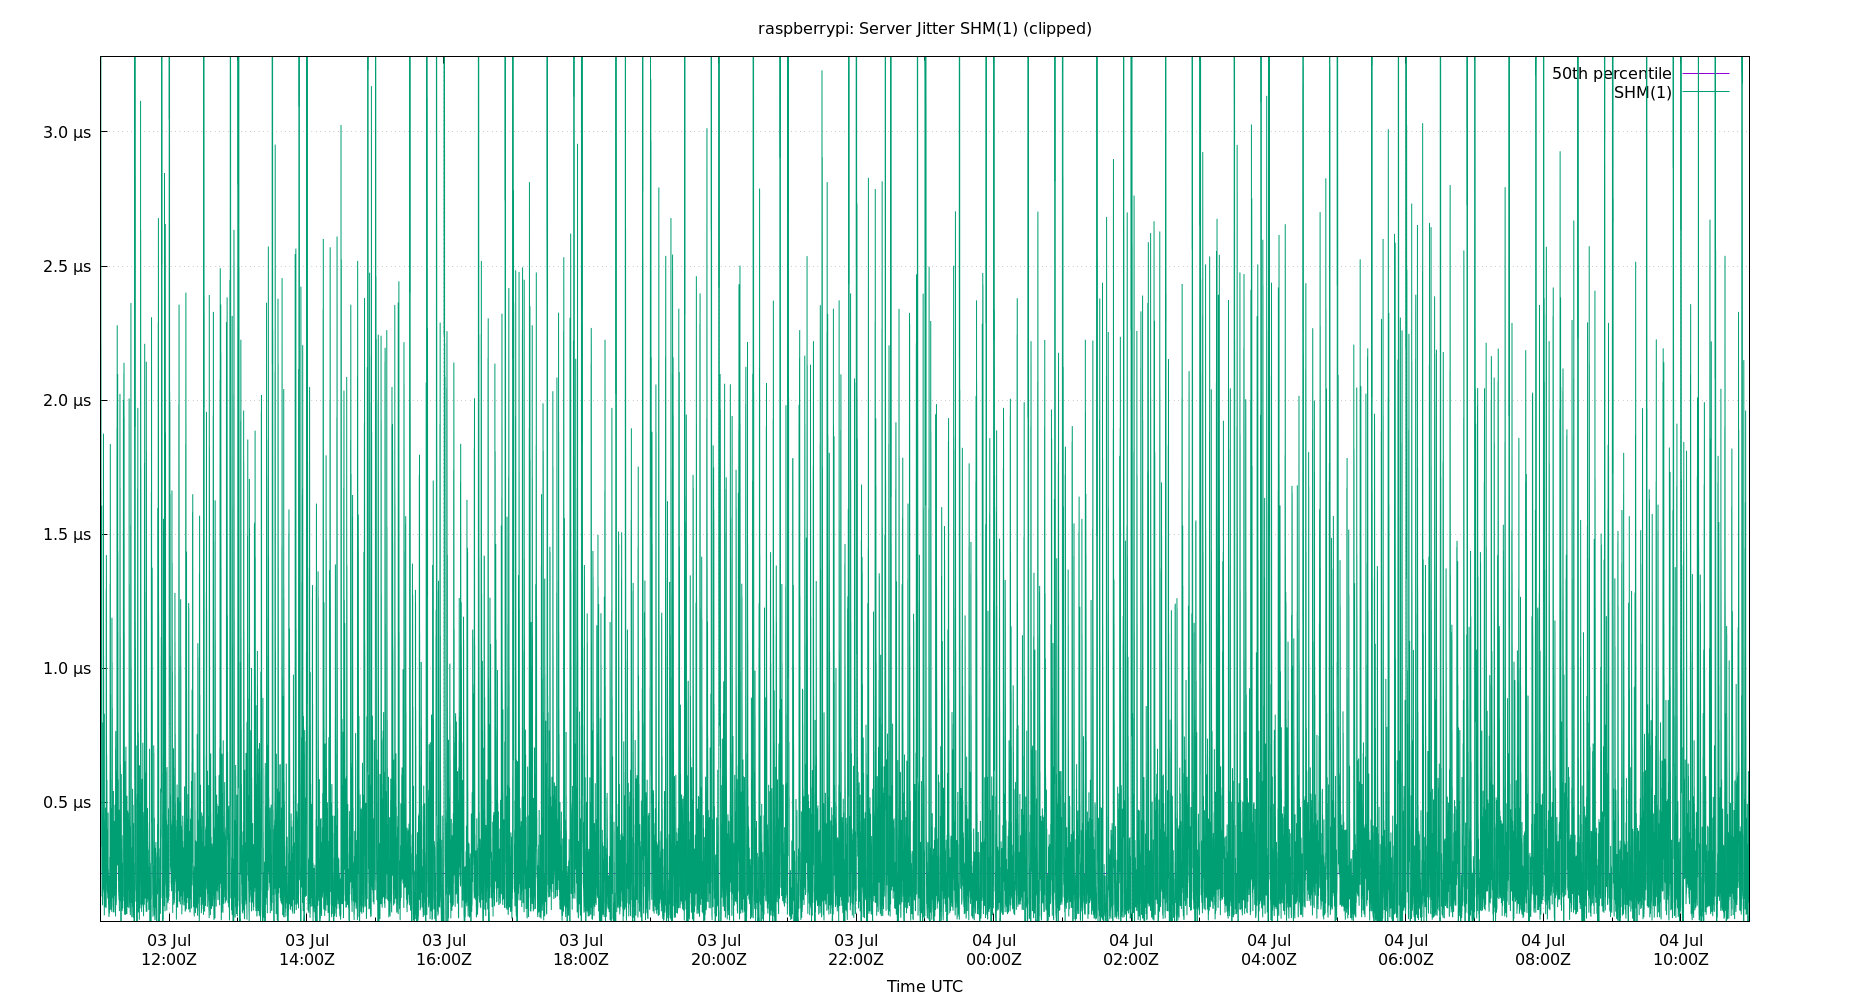 raspberrypi: Server Jitter SHM(1) (clipped)
50th percentile
SHM(1)
3.0 µs
2.5 µs
2.0 µs
1.5 µs
1.0 µs
0.5 µs
03 Jul 03 Jul 03 Jul 03 Jul 03 Jul 03 Jul 04 Jul 04 Jul 04 Jul 04 Jul 04 Jul 04 Jul
12:00Z 14:00Z 16:00Z 18:00Z 20:00Z 22:00Z 00:00Z 02:00Z 04:00Z 06:00Z 08:00Z 10:00Z
Time UTC